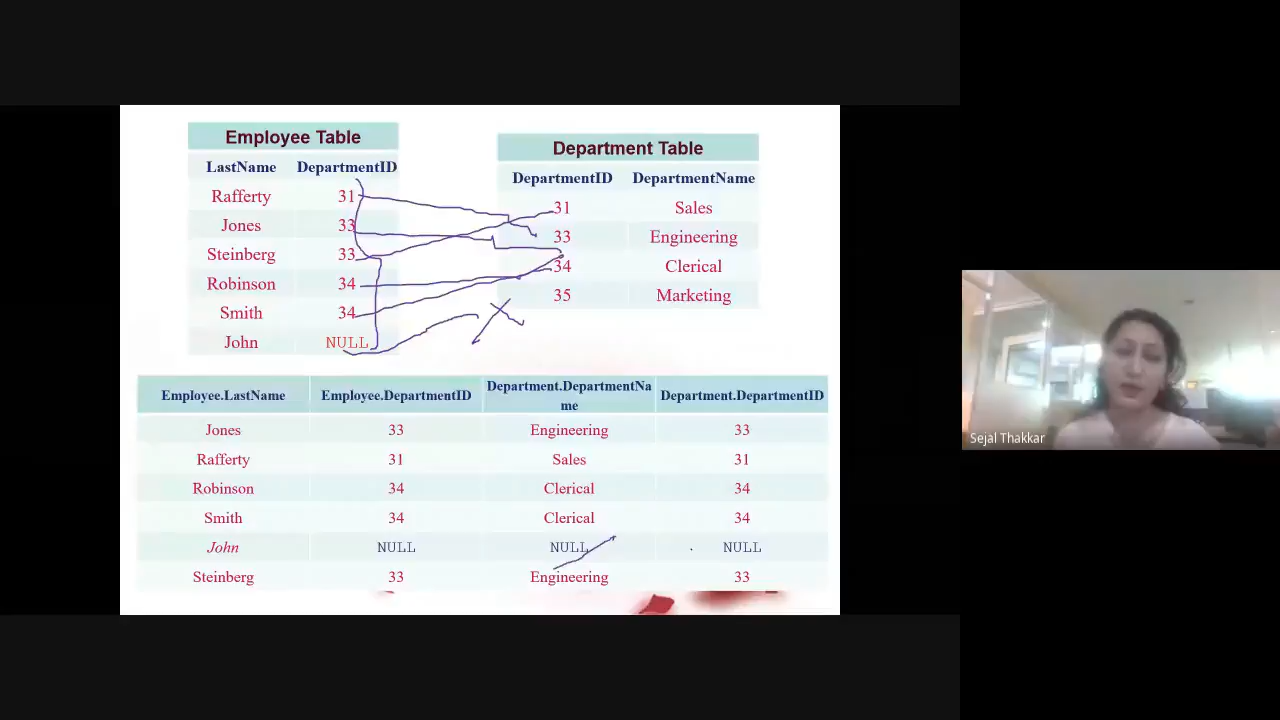 Employee Table
LastName DepartmentID
Rafferty 31
Jones 33
Steinberg 33
Robinson 34
Smith 34
John NULL
Department Table
DepartmentID DepartmentName
31 Sales
33 Engineering
34 Clerical
35 Marketing
Employee.LastName Employee.DepartmentID Department.DepartmentNa
me Department.DepartmentID
Jones 33 Engineering 33
Rafferty 31 Sales 31
Robinson 34 Clerical 34
Smith 34 Clerical 34
John NULL NULL NULL
Steinberg 33 Engineering 33
Sejal Thakkar